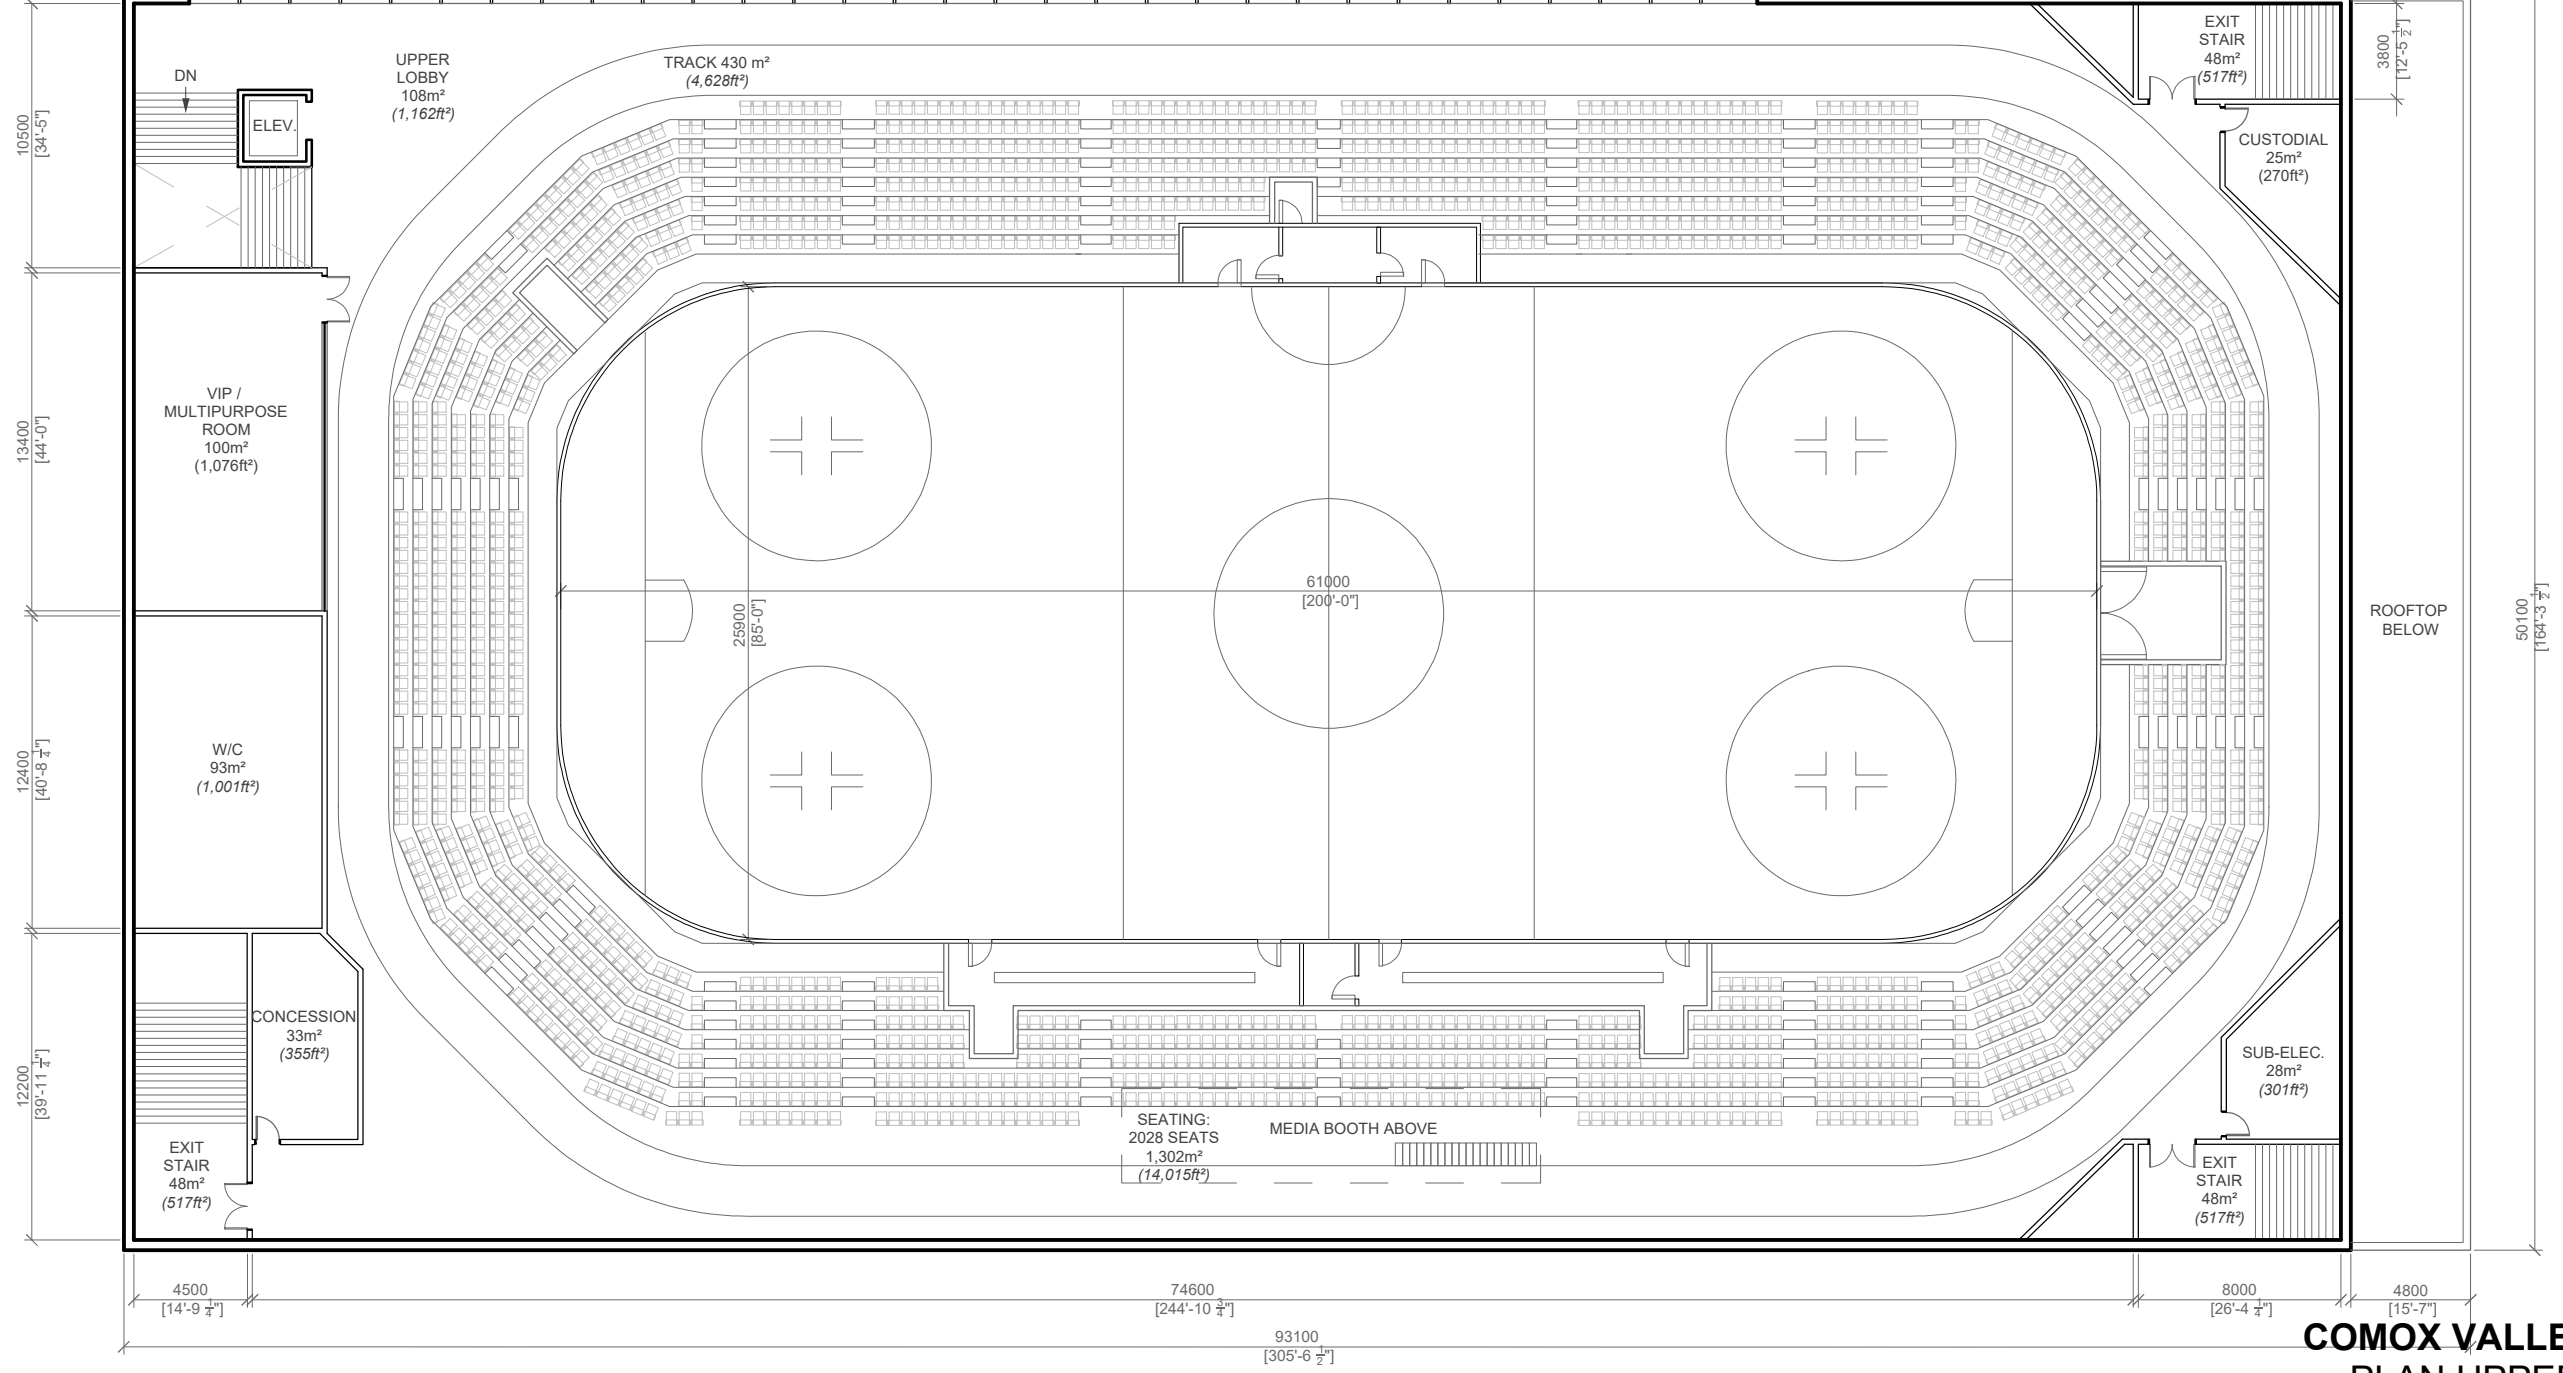 UPPER
LOBBY
108m²
(1,162ft²)
TRACK 430 m²
(4,628ft²)
EXIT
STAIR
48m²
(517ft²)
3800
[12'-5 1/2"]
DN
ELEV.
10500
[34'-5"]
CUSTODIAL
25m²
(270ft²)
VIP /
MULTIPURPOSE
ROOM
100m²
(1,076ft²)
13400
[44'-0"]
61000
[200'-0"]
25900
[85'-0"]
ROOFTOP
BELOW
50100
[164'-3 1/2"]
W/C
93m²
(1,001ft²)
12400
[40'-8 1/4"]
CONCESSION
33m²
(355ft²)
12200
[39'-11 1/4"]
SUB-ELEC.
28m²
(301ft²)
SEATING:
2028 SEATS
1,302m²
(14,015ft²)
MEDIA BOOTH ABOVE
EXIT
STAIR
48m²
(517ft²)
EXIT
STAIR
48m²
(517ft²)
4500
[14'-9 1/4"]
74600
[244'-10 3/4"]
8000
[26'-4 1/4"]
4800
[15'-7"]
93100
[305'-6 1/2"]
COMOX VALLE
PLAN UPPER